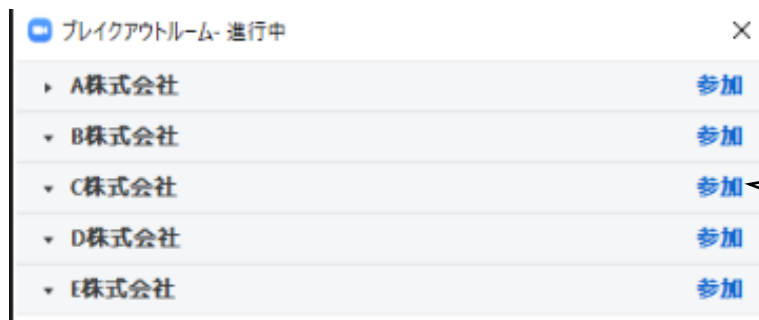 ブレイクアウトルーム- 進行中
A株式会社 参加
B株式会社 参加
C株式会社 参加
D株式会社 参加
E株式会社 参加